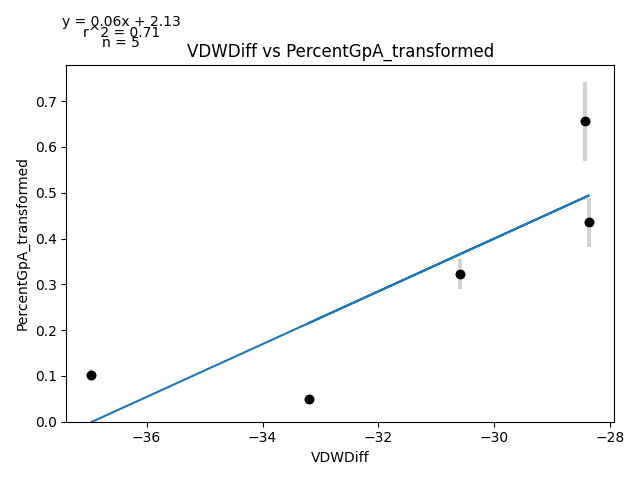 y = 0.06x + 2.13
r^2 = 0.71
n = 5
VDWDiff vs PercentGpA_transformed
PercentGpA_transformed
0.7
0.6
0.5
0.4
0.3
0.2
0.1
0.0
−36
−34
−32
−30
−28
VDWDiff